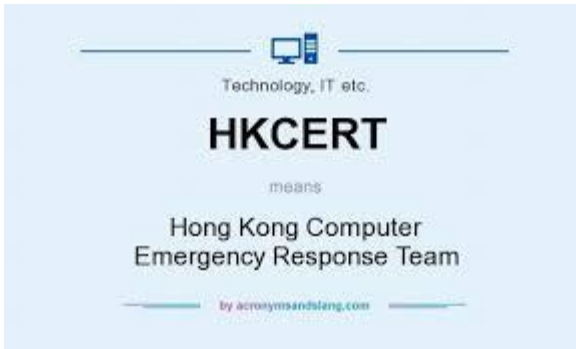 Technology, IT etc.
HKCERT
means
Hong Kong Computer
Emergency Response Team
by acronymsandslang.com